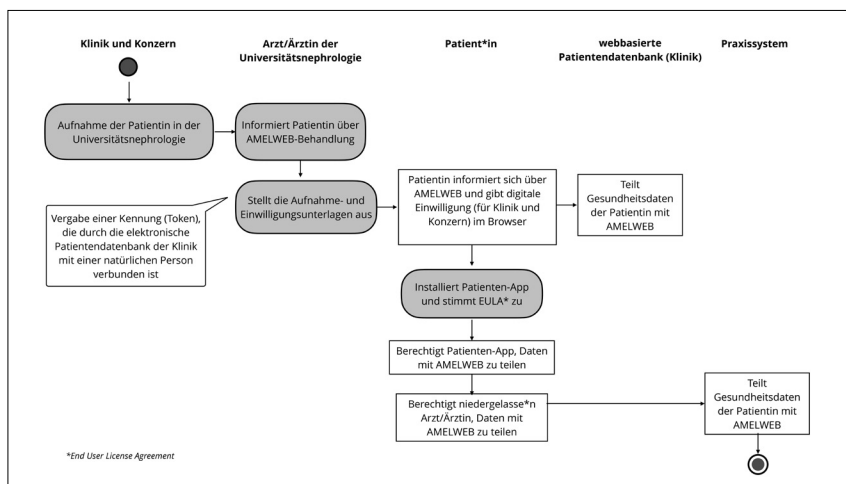 Klinik und Konzern
Arzt/Ärztin der
Universitätsnephrologie
Patient*in
webbasierte
Patientendatenbank (Klinik)
Praxissystem
Aufnahme der Patientin in der
Universitätsnephrologie
Informiert Patientin über
AMELWEB-Behandlung
Stellt die Aufnahme- und
Einwilligungsunterlagen aus
Vergabe einer Kennung (Token),
die durch die elektronische
Patientendatenbank der Klinik
mit einer natürlichen Person
verbunden ist
Patientin informiert sich über
AMELWEB und gibt digitale
Einwilligung (für Klinik und
Konzern) im Browser
Teilt
Gesundheitsdaten
der Patientin mit
AMELWEB
Installiert Patienten-App
und stimmt EULA* zu
Berechtigt Patienten-App, Daten
mit AMELWEB zu teilen
Berechtigt niedergelasse*n
Arzt/Ärztin, Daten mit
AMELWEB zu teilen
Teilt
Gesundheitsdaten
der Patientin mit
AMELWEB
*End User License Agreement